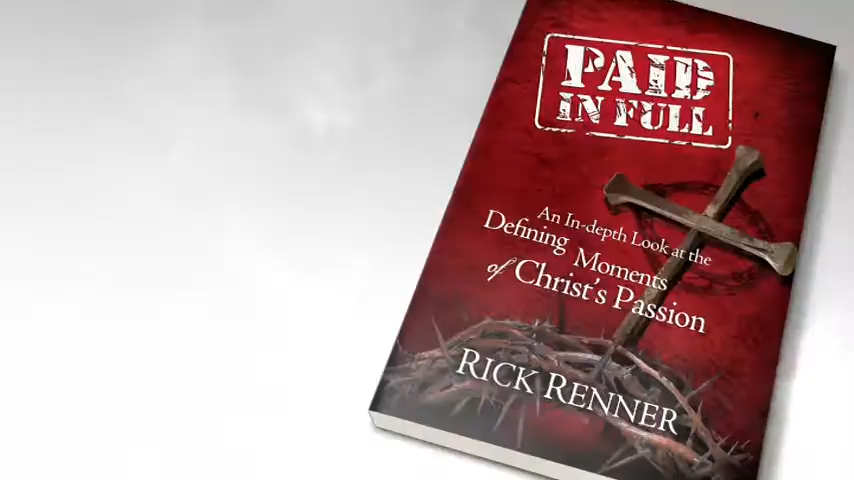 PAID
IN FULL
An In-depth Look at the
Defining Moments
of Christ's Passion
RICK RENNER